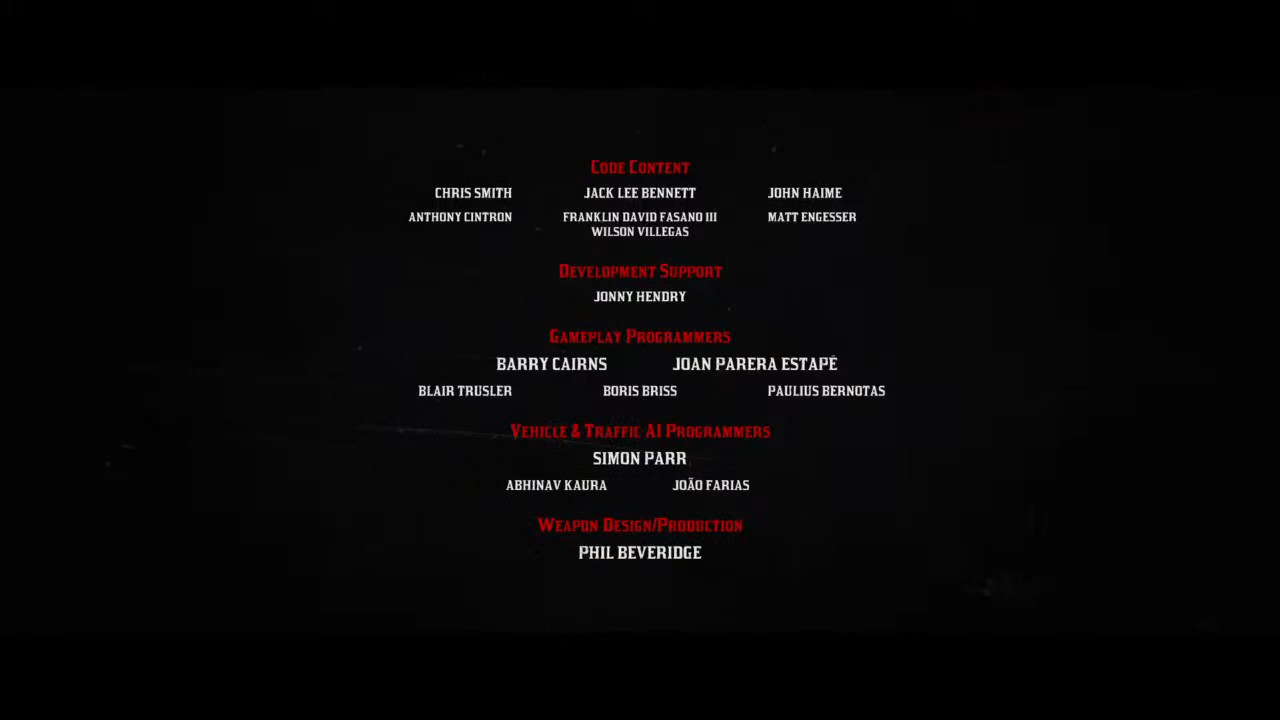 Code Content
CHRIS SMITH JACK LEE BENNETT JOHN HAIME
ANTHONY CINTRON FRANKLIN DAVID FASANO III MATT ENGESSER
WILSON VILLEGAS
Development Support
JONNY HENDRY
Gameplay Programmers
BARRY CAIRNS JOAN PARERA ESTAPÉ
BLAIR TRUSLER BORIS BRISS PAULIUS BERNOTAS
Vehicle & Traffic AI Programmers
SIMON PARR
ABHINAV KAURA JOÃO FARIAS
Weapon Design/Production
PHIL BEVERIDGE